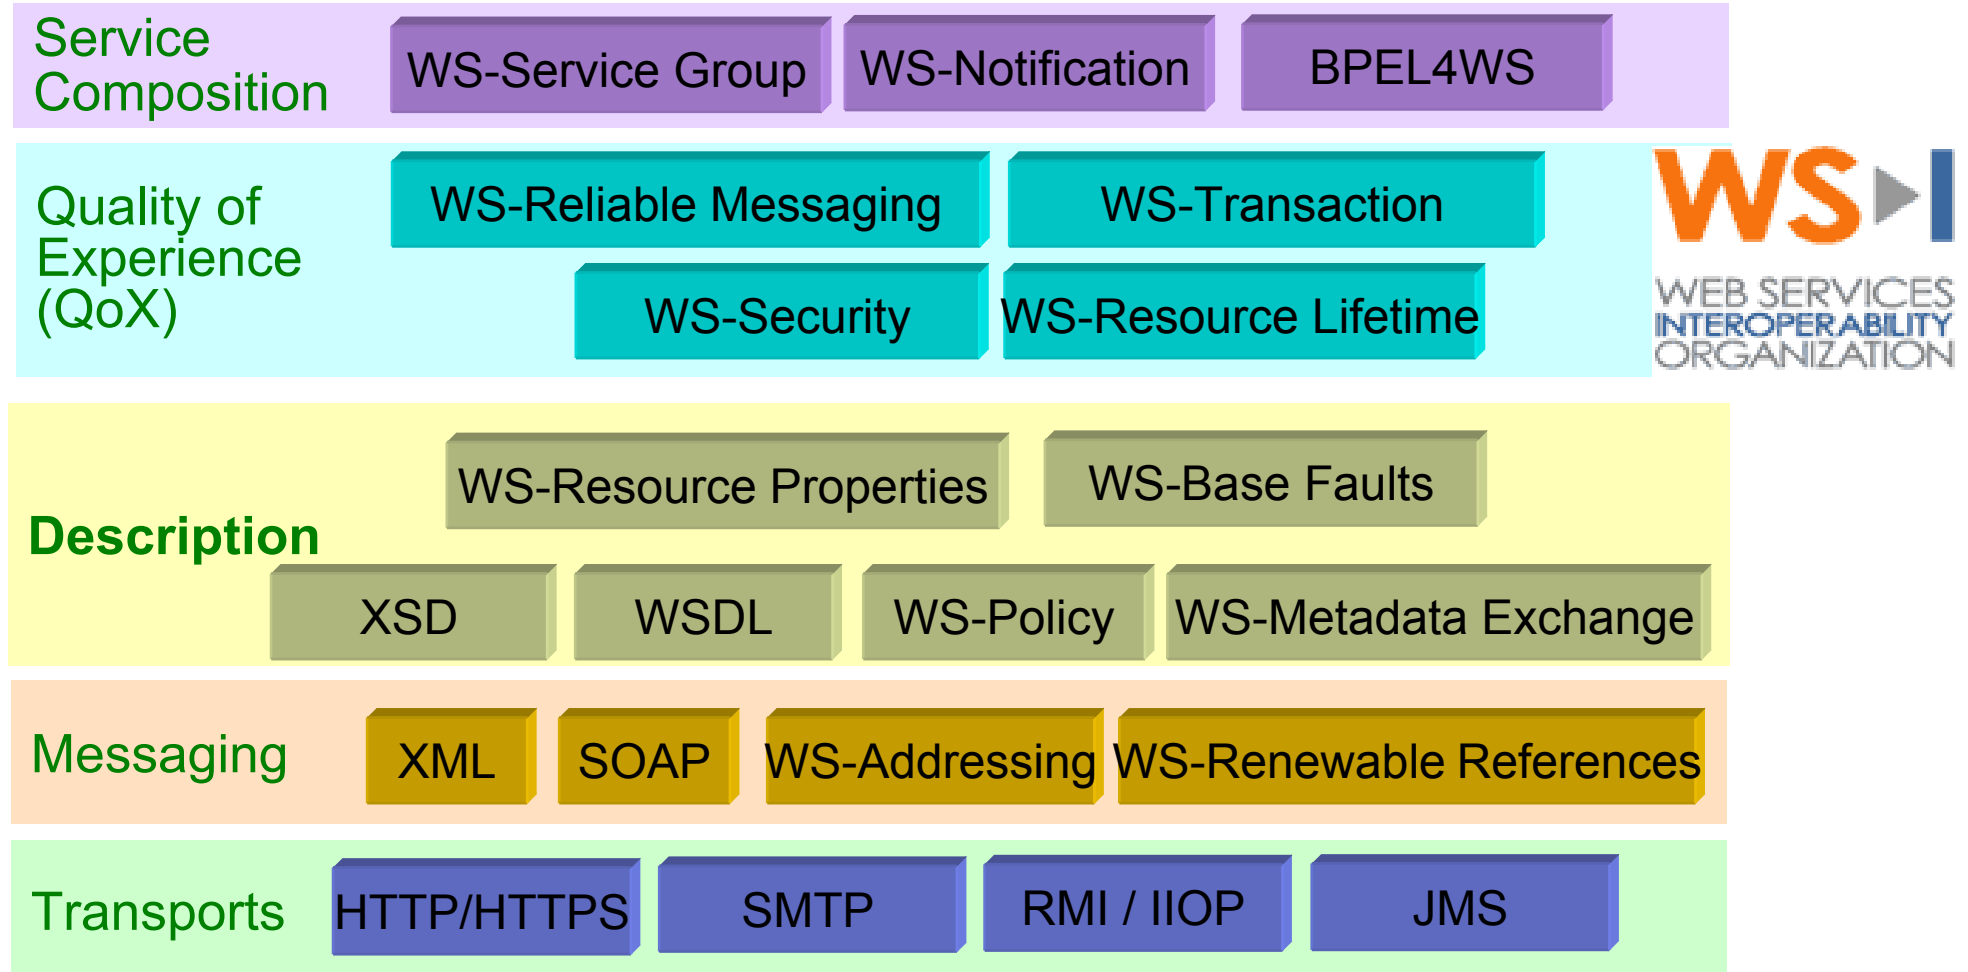 Service
Composition
WS-Service Group
WS-Notification
BPEL4WS
Quality of
Experience
(QoX)
WS-Reliable Messaging
WS-Transaction
WS-Security
WS-Resource Lifetime
WS I
WEB SERVICES
INTEROPERABILITY
ORGANIZATION
Description
WS-Resource Properties
WS-Base Faults
XSD
WSDL
WS-Policy
WS-Metadata Exchange
Messaging
XML
SOAP
WS-Addressing
WS-Renewable References
Transports
HTTP/HTTPS
SMTP
RMI / IIOP
JMS